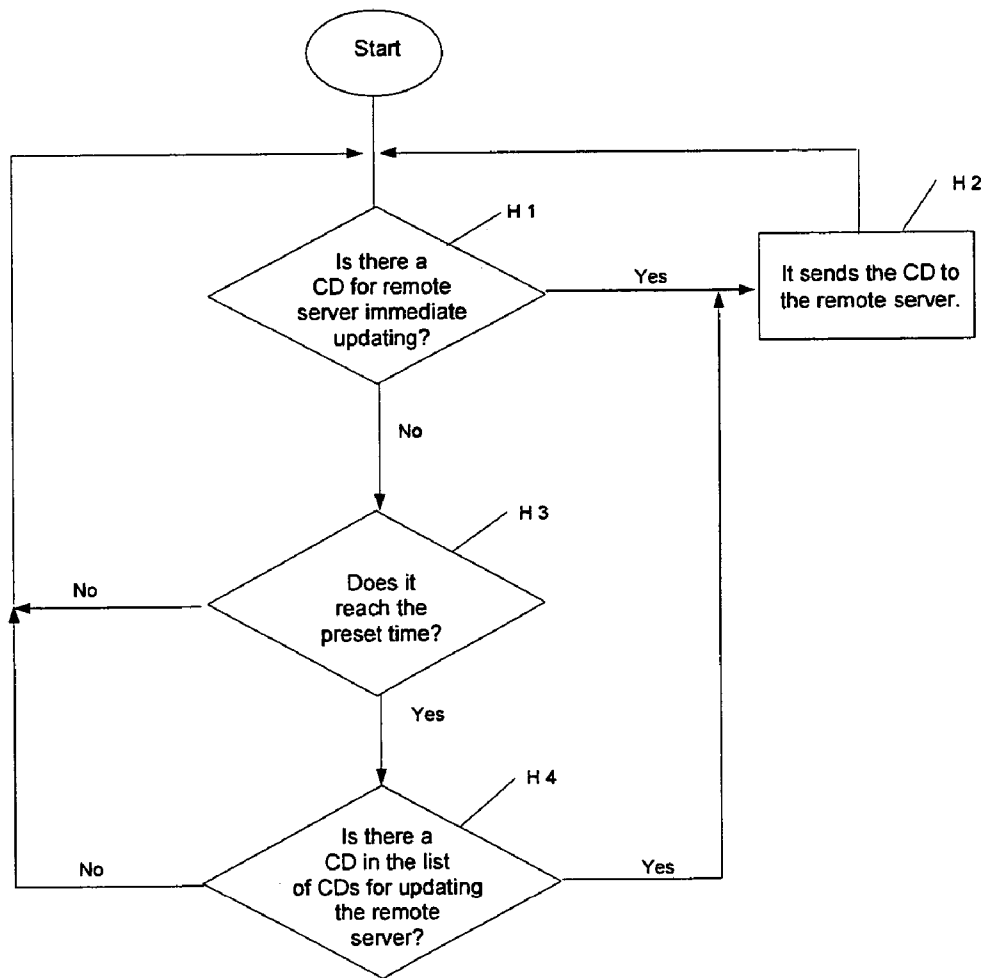 Start
H 1
H 2
Is there a
CD for remote
server immediate
updating?
Yes
It sends the CD to
the remote server.
No
H 3
Does it
reach the
preset time?
No
Yes
H 4
Is there a
CD in the list
of CDs for updating
the remote
server?
No
Yes